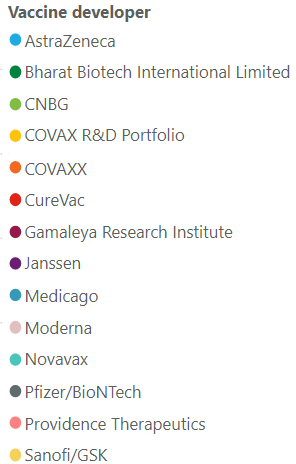 Vaccine developer
AstraZeneca
Bharat Biotech International Limited
CNBG
COVAX R&D Portfolio
COVAXX
CureVac
Gamaleya Research Institute
Janssen
Medicago
Moderna
Novavax
Pfizer/BioNTech
Providence Therapeutics
Sanofi/GSK